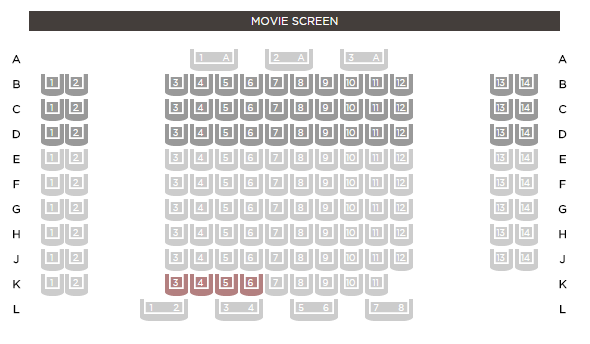 MOVIE SCREEN
A 1 A 2 A 3 A A
B 1 2 3 4 5 6 7 8 9 10 11 12 13 14 B
C 1 2 3 4 5 6 7 8 9 10 11 12 13 14 C
D 1 2 3 4 5 6 7 8 9 10 11 12 13 14 D
E 1 2 3 4 5 6 7 8 9 10 11 12 13 14 E
F 1 2 3 4 5 6 7 8 9 10 11 12 13 14 F
G 1 2 3 4 5 6 7 8 9 10 11 12 13 14 G
H 1 2 3 4 5 6 7 8 9 10 11 12 13 14 H
J 1 2 3 4 5 6 7 8 9 10 11 12 13 14 J
K 1 2 3 4 5 6 7 8 9 10 11 K
L 1 2 3 4 5 6 7 8 L